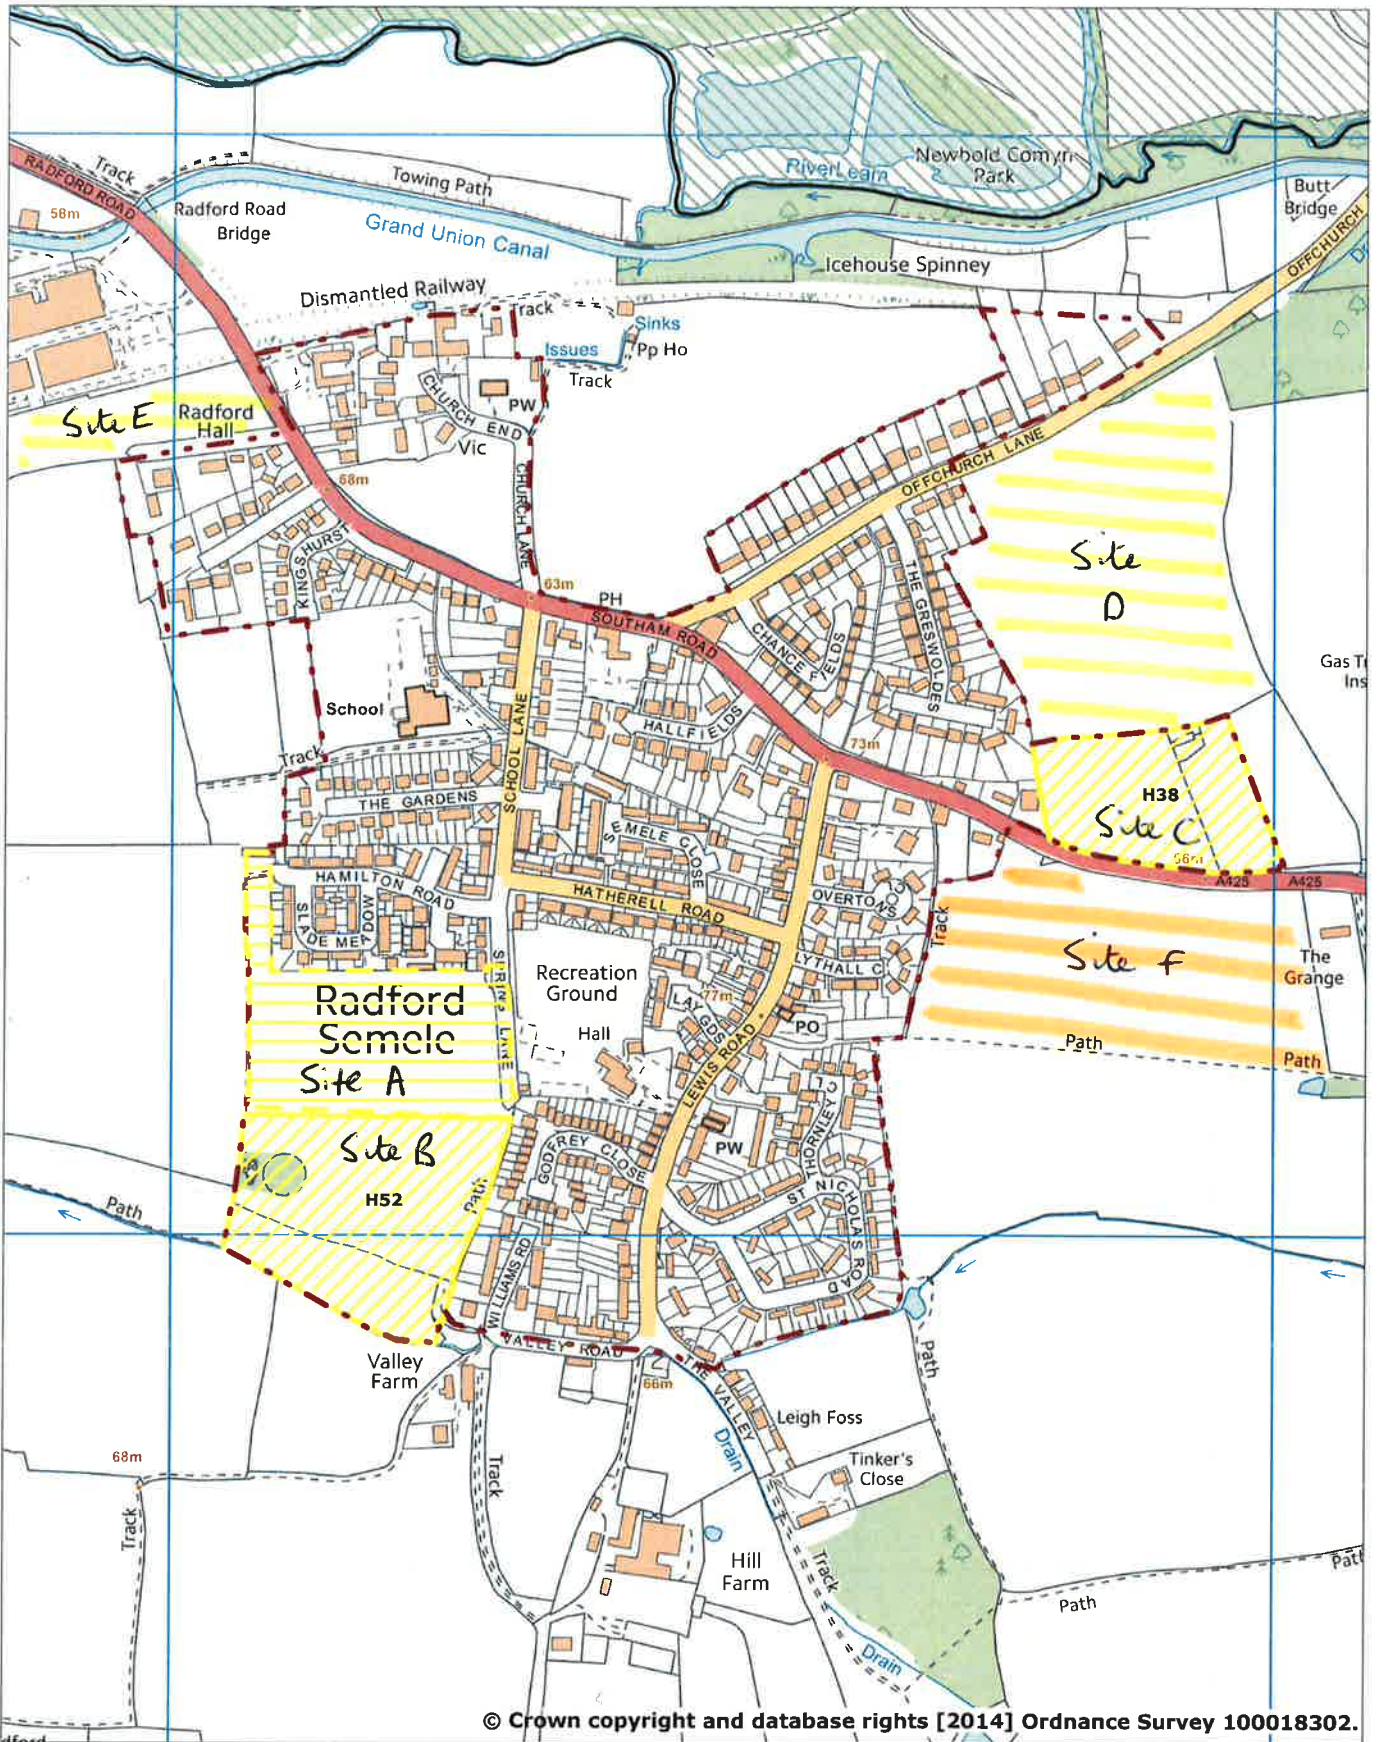 RADFORD ROAD
Track
58m
Radford Road
Bridge
Towing Path
Grand Union Canal
River Leam
Newbold Comyn
Park
Butt
Bridge
OFFCHURCH
Icehouse Spinney
Dismantled Railway
Track
Sinks
Issues
Pp Ho
Track
Site E
Radford
Hall
CHURCH END
PW
Vic
CHURCH LANE
68m
KINGSHURST
63m
PH
SOUTHAM ROAD
OFFCHURCH LANE
THE GRESWOLDES
CHANCE FIELDS
Site
D
Gas T
Ins
School
Track
SCHOOL LANE
HALLFIELDS
73m
H38
Site C
A425
A425
THE GARDENS
SEMELE CLOSE
HAMILTON ROAD
SLADE MEADOW
HATHERELL ROAD
OVERTONS
Track
Site F
The
Grange
LYTHALL C
SPRING LANE
Recreation
Ground
Hall
77m
LEWIS ROAD
PO
Path
Path
Radford
Semele
Site A
Site B
H52
Path
Path
GODFREY CLOSE
PW
THORNLEY CL
ST NICHOLAS ROAD
WILLIAMS RD
VALLEY ROAD
THE VALLEY
66m
Valley
Farm
Path
Leigh Foss
Drain
Tinker's
Close
68m
Track
Track
Hill
Farm
Track
Path
Path
Drain
© Crown copyright and database rights [2014] Ordnance Survey 100018302.